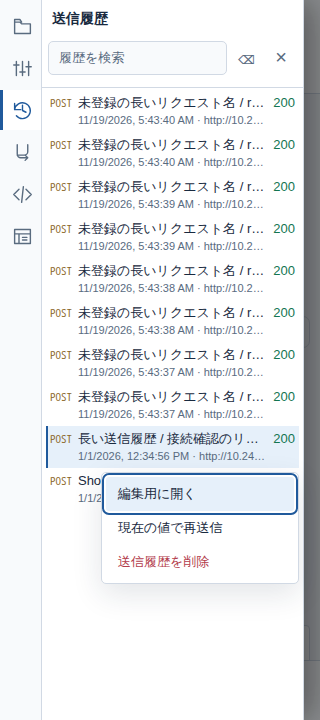 送信履歴
履歴を検索
POST 未登録の長いリクエスト名 / r… 200
11/19/2026, 5:43:40 AM · http://10.2…
POST 未登録の長いリクエスト名 / r… 200
11/19/2026, 5:43:40 AM · http://10.2…
POST 未登録の長いリクエスト名 / r… 200
11/19/2026, 5:43:39 AM · http://10.2…
POST 未登録の長いリクエスト名 / r… 200
11/19/2026, 5:43:39 AM · http://10.2…
POST 未登録の長いリクエスト名 / r… 200
11/19/2026, 5:43:38 AM · http://10.2…
POST 未登録の長いリクエスト名 / r… 200
11/19/2026, 5:43:38 AM · http://10.2…
POST 未登録の長いリクエスト名 / r… 200
11/19/2026, 5:43:37 AM · http://10.2…
POST 未登録の長いリクエスト名 / r… 200
11/19/2026, 5:43:37 AM · http://10.2…
POST 長い送信履歴 / 接続確認のリ… 200
1/1/2026, 12:34:56 PM · http://10.24…
POST Sho
1/1/2
編集用に開く
現在の値で再送信
送信履歴を削除